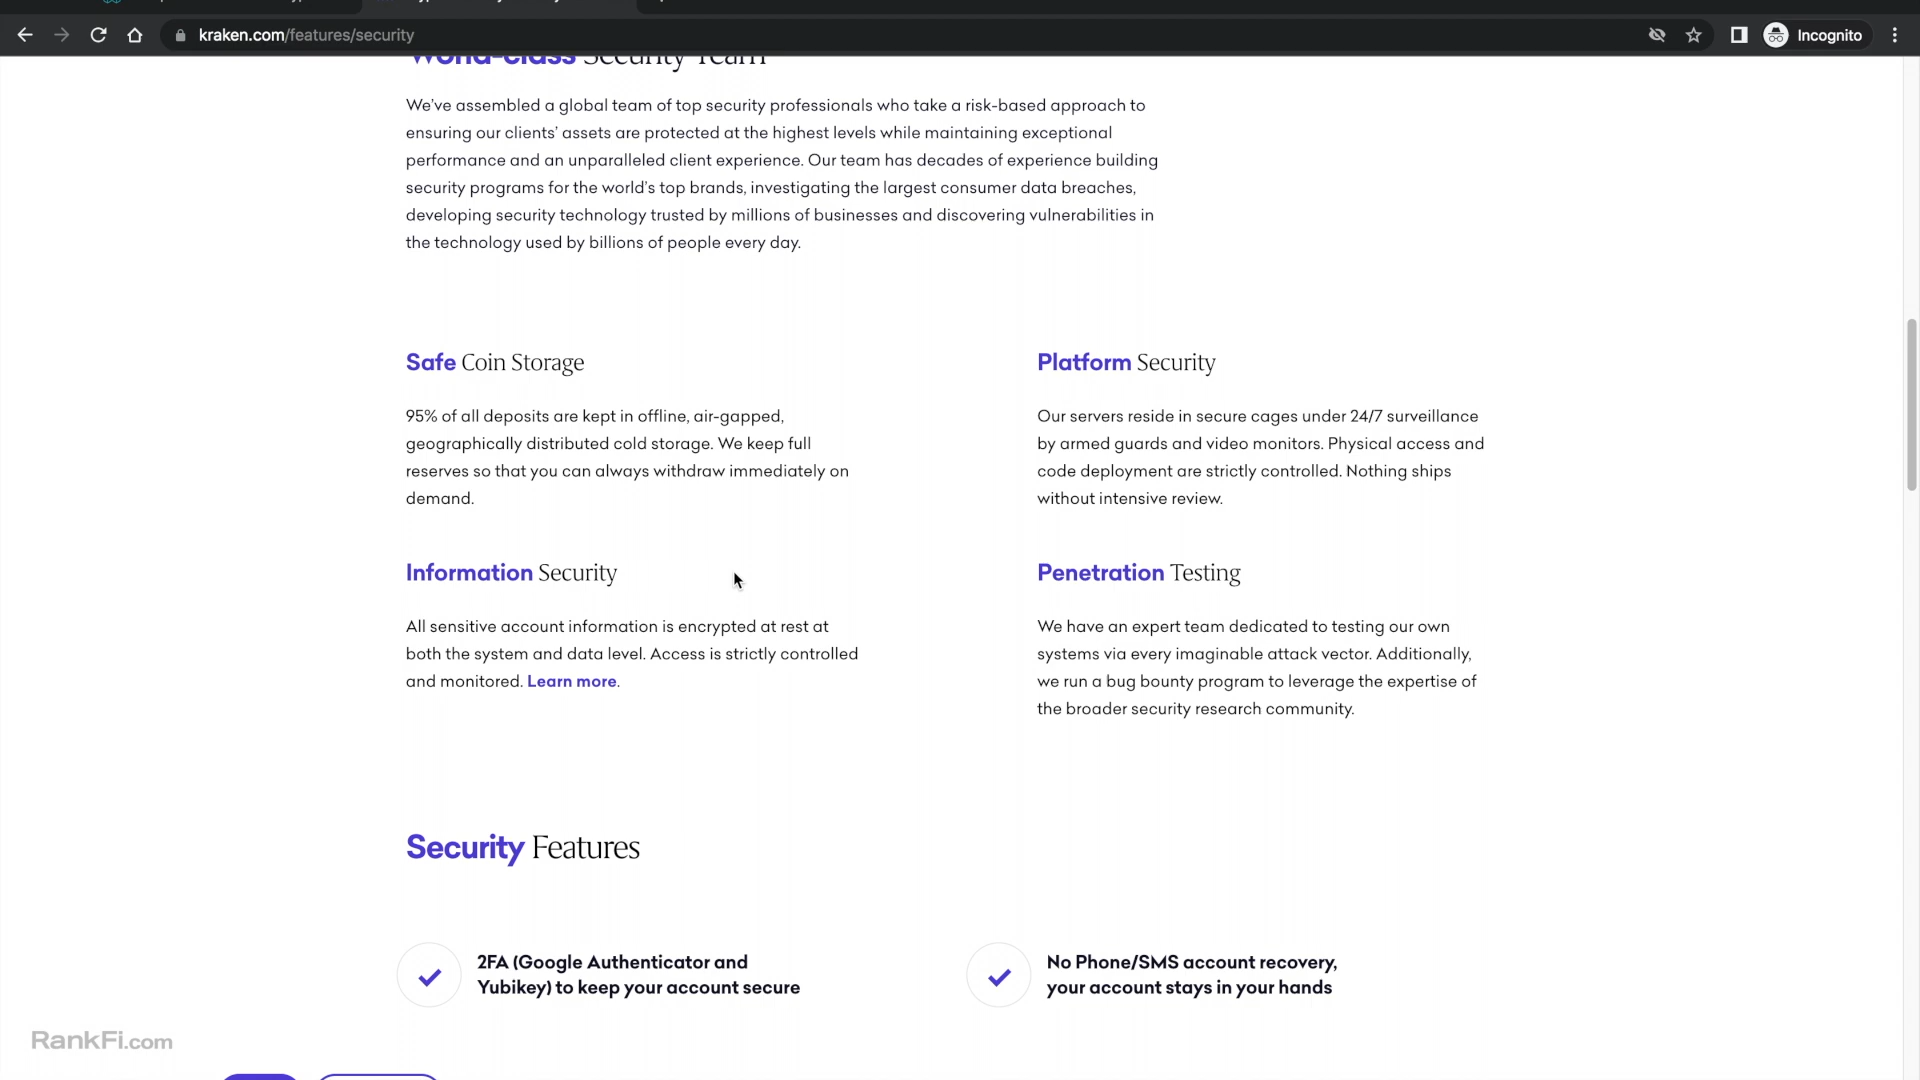 kraken.com/features/security
Incognito
World-class Security Team
We've assembled a global team of top security professionals who take a risk-based approach to
ensuring our clients' assets are protected at the highest levels while maintaining exceptional
performance and an unparalleled client experience. Our team has decades of experience building
security programs for the world's top brands, investigating the largest consumer data breaches,
developing security technology trusted by millions of businesses and discovering vulnerabilities in
the technology used by billions of people every day.
Safe Coin Storage
95% of all deposits are kept in offline, air-gapped,
geographically distributed cold storage. We keep full
reserves so that you can always withdraw immediately on
demand.
Platform Security
Our servers reside in secure cages under 24/7 surveillance
by armed guards and video monitors. Physical access and
code deployment are strictly controlled. Nothing ships
without intensive review.
Information Security
All sensitive account information is encrypted at rest at
both the system and data level. Access is strictly controlled
and monitored. Learn more.
Penetration Testing
We have an expert team dedicated to testing our own
systems via every imaginable attack vector. Additionally,
we run a bug bounty program to leverage the expertise of
the broader security research community.
Security Features
2FA (Google Authenticator and
Yubikey) to keep your account secure
No Phone/SMS account recovery,
your account stays in your hands
RankFi.com